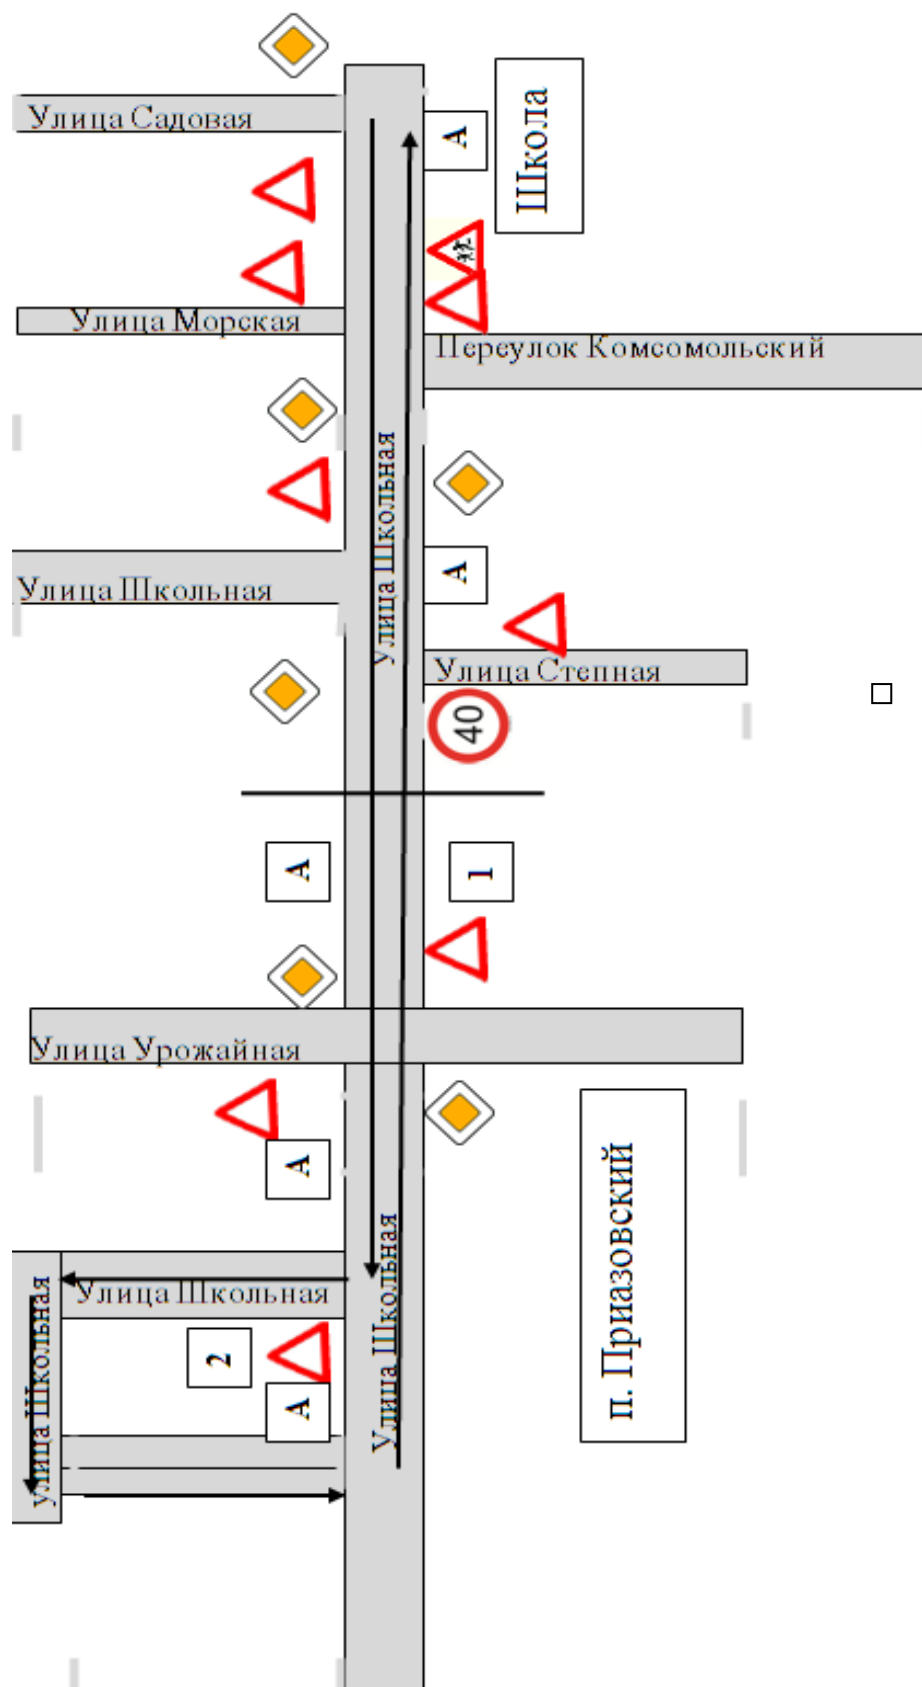 Улица Садовая
А
Школа
Улица Морская
Переулок Комсомольский
Улица Школьная
А
Улица Школьная
Улица Степная
40
А
1
Улица Урожайная
А
п. Приазовский
Улица Школьная
Улица Школьная
улица Школьная
2
А